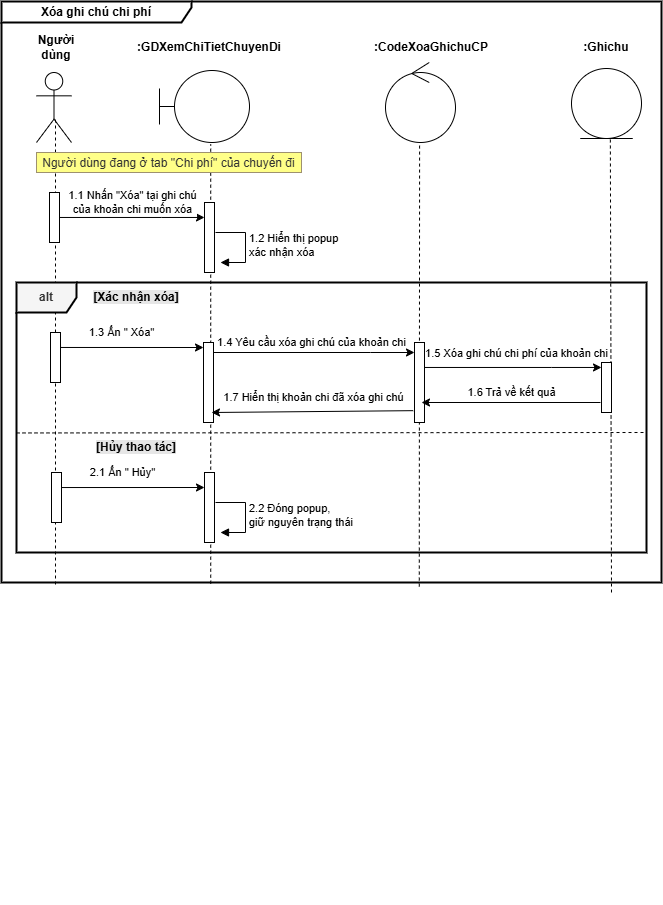 Xóa ghi chú chi phí
Người
dùng
:GDXemChiTietChuyenDi
:CodeXoaGhichuCP
:Ghichu
Người dùng đang ở tab "Chi phí" của chuyến đi
1.1 Nhấn "Xóa" tại ghi chú
của khoản chi muốn xóa
1.2 Hiển thị popup
xác nhận xóa
alt
[Xác nhận xóa]
1.3 Ấn " Xóa"
1.4 Yêu cầu xóa ghi chú của khoản chi
1.5 Xóa ghi chú chi phí của khoản chi
1.6 Trả về kết quả
1.7 Hiển thị khoản chi đã xóa ghi chú
[Hủy thao tác]
2.1 Ấn " Hủy"
2.2 Đóng popup,
giữ nguyên trạng thái